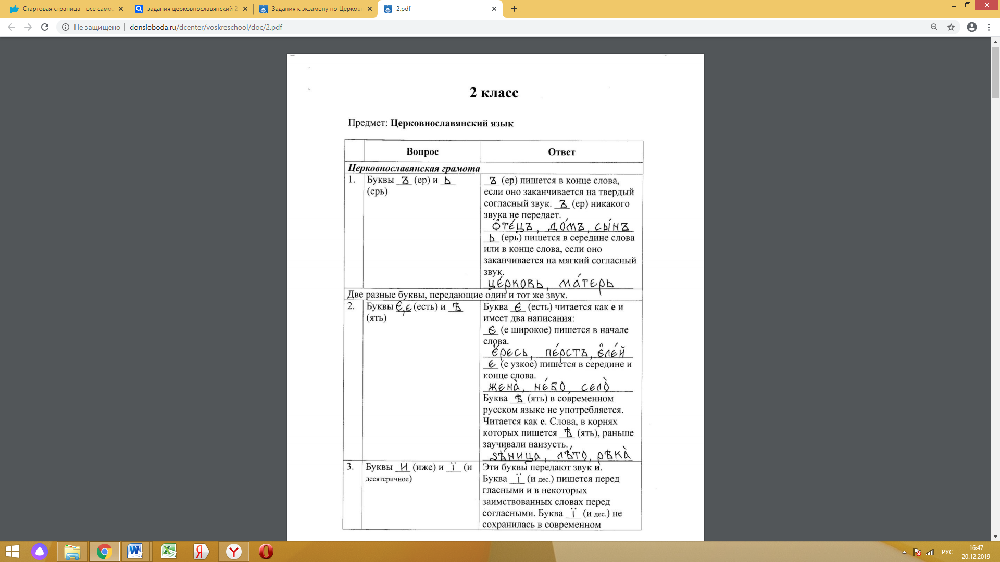 Стартовая страница - все самое
задания церковнославянский 2
Задания к экзамену по Церковн
2.pdf
Не защищено
donsloboda.ru/dcenter/voskreschool/doc/2.pdf
2 класс
Предмет: Церковнославянский язык
Вопрос
Ответ
Церковнославянская грамота
1.
Буквы Ъ (ер) и Ь
(ерь)
Ъ (ер) пишется в конце слова,
если оно заканчивается на твердый
согласный звук. Ъ (ер) никакого
звука не передает.
Ѻ҆те́цъ, до́мъ, сы́нъ
Ь (ерь) пишется в середине слова
или в конце слова, если оно
заканчивается на мягкий согласный
звук.
це́рковь, ма́терь
Две разные буквы, передающие один и тот же звук.
2.
Буквы Є,є (есть) и Ѣ
(ять)
Буква є (есть) читается как е и
имеет два написания:
є (е широкое) пишется в начале
слова.
є҆́ресь, пе́рстъ, є҆ле́й
е (е узкое) пишется в середине и
конце слова.
жена̀, не́бо, село̀
Буква ѣ (ять) в современном
русском языке не употребляется.
Читается как е. Слова, в корнях
которых пишется ѣ (ять), раньше
заучивали наизусть.
ѕѣ́ница, лѣ́то, рѣка̀
3.
Буквы И (иже) и ї (и
десятеричное)
Эти буквы передают звук и.
Буква ї (и дес.) пишется перед
гласными и в некоторых
заимствованных словах перед
согласными. Буква ї (и дес.) не
сохранилась в современном
РУС
16:47
20.12.2019